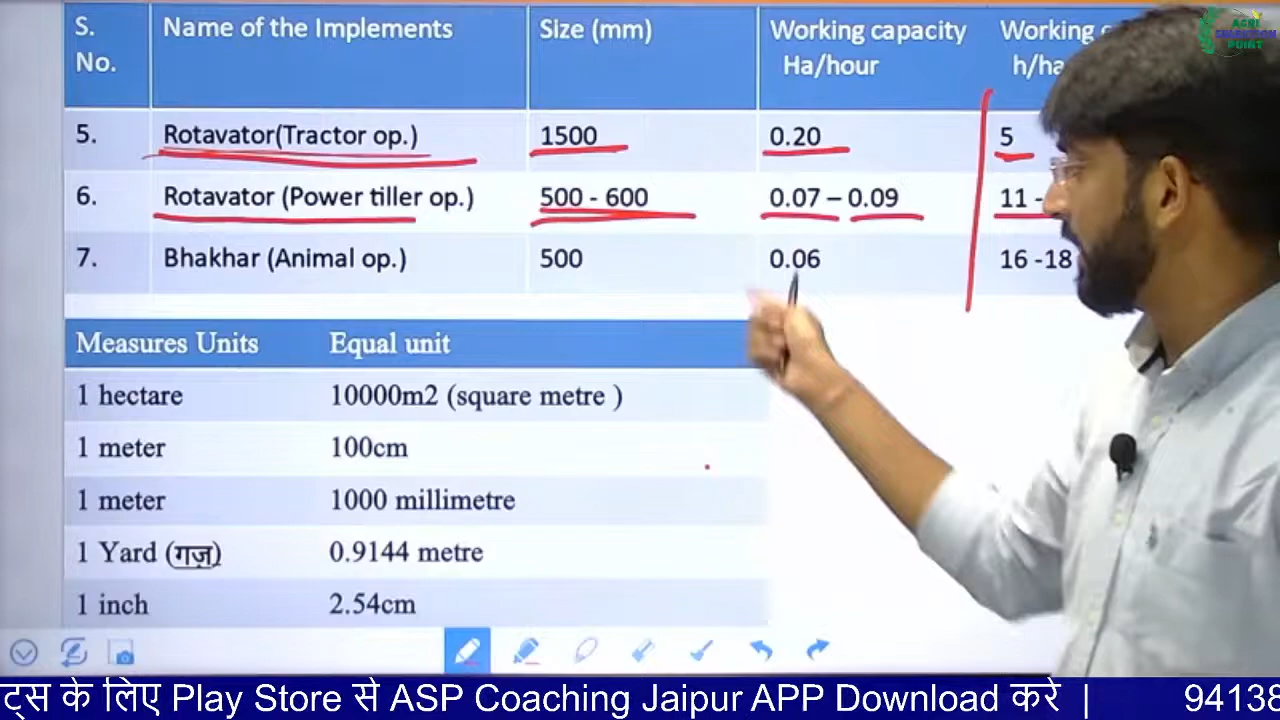 AGRI
SELECTION
POINT
S. No. Name of the Implements Size (mm) Working capacity Ha/hour Working h/ha
5. Rotavator(Tractor op.) 1500 0.20 5
6. Rotavator (Power tiller op.) 500 - 600 0.07 – 0.09 11 -
7. Bhakhar (Animal op.) 500 0.06 16 -18
Measures Units Equal unit
1 hectare 10000m2 (square metre )
1 meter 100cm
1 meter 1000 millimetre
1 Yard (गज़) 0.9144 metre
1 inch 2.54cm
ट्स के लिए Play Store से ASP Coaching Jaipur APP Download करे | 94138